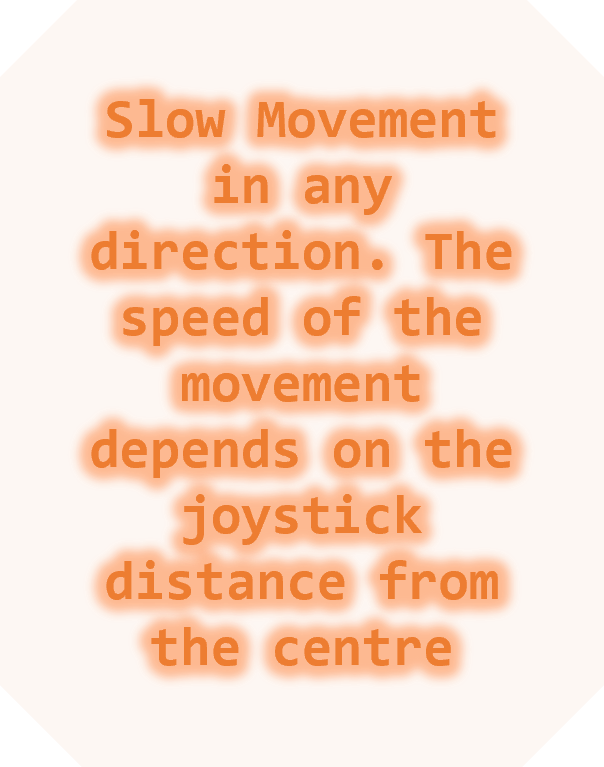 Slow Movement
in any
direction. The
speed of the
movement
depends on the
joystick
distance from
the centre